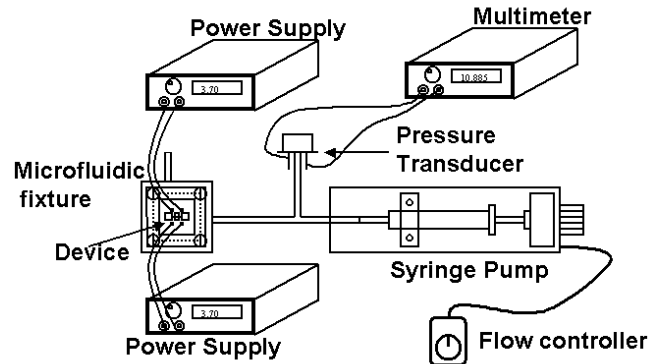 Power Supply
Multimeter
3.70
10.885
Pressure
Transducer
Microfluidic
fixture
Device
Syringe Pump
3.70
Power Supply
Flow controller